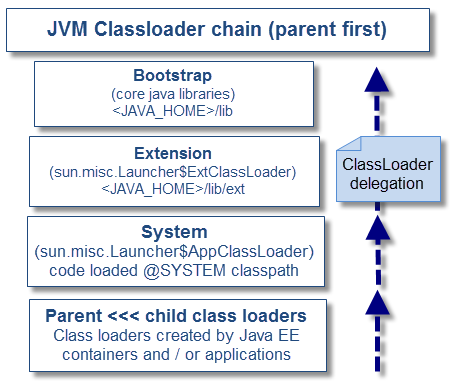 JVM Classloader chain (parent first)
Bootstrap
(core java libraries)
<JAVA_HOME>/lib
Extension
(sun.misc.Launcher$ExtClassLoader)
<JAVA_HOME>/lib/ext
ClassLoader
delegation
System
(sun.misc.Launcher$AppClassLoader)
code loaded @SYSTEM classpath
Parent <<< child class loaders
Class loaders created by Java EE
containers and / or applications